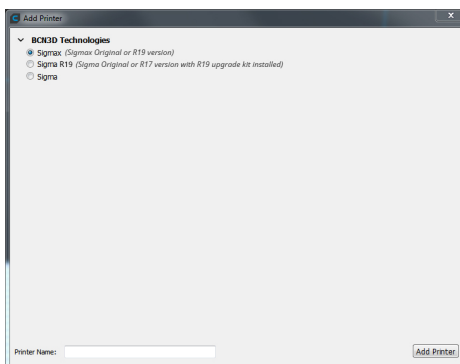 Add Printer
BCN3D Technologies
Sigmax (Sigmax Original or R19 version)
Sigma R19 (Sigma Original or R17 version with R19 upgrade kit installed)
Sigma
Printer Name:
Add Printer